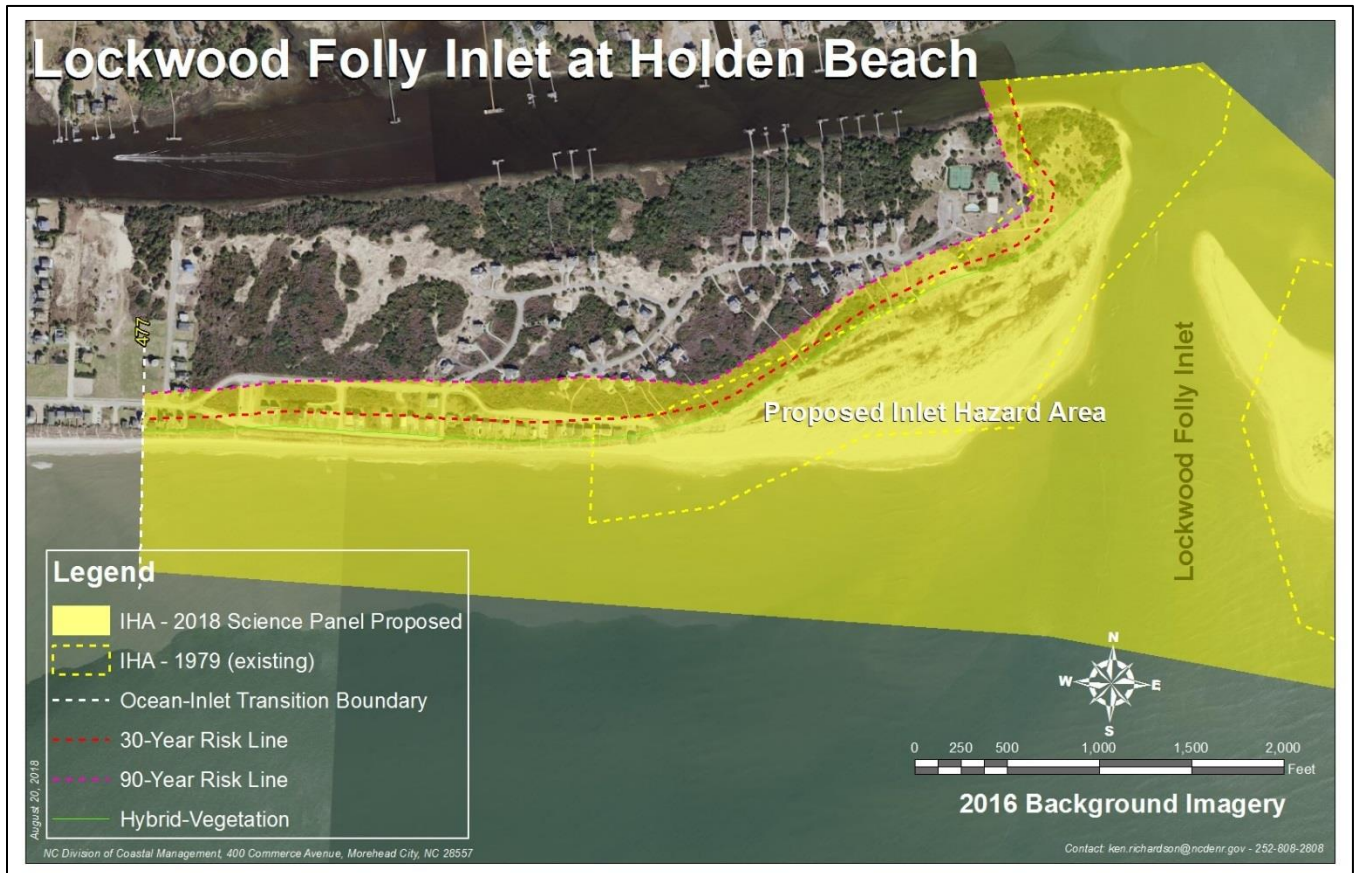 Lockwood Folly Inlet at Holden Beach
477
Proposed Inlet Hazard Area
Lockwood Folly Inlet
Legend
IHA - 2018 Science Panel Proposed
IHA - 1979 (existing)
Ocean-Inlet Transition Boundary
30-Year Risk Line
90-Year Risk Line
Hybrid-Vegetation
N
W E
S
0 250 500 1,000 1,500 2,000
Feet
2016 Background Imagery
August 20, 2018
NC Division of Coastal Management, 400 Commerce Avenue, Morehead City, NC 28557
Contact: ken.richardson@ncdenr.gov - 252-808-2808